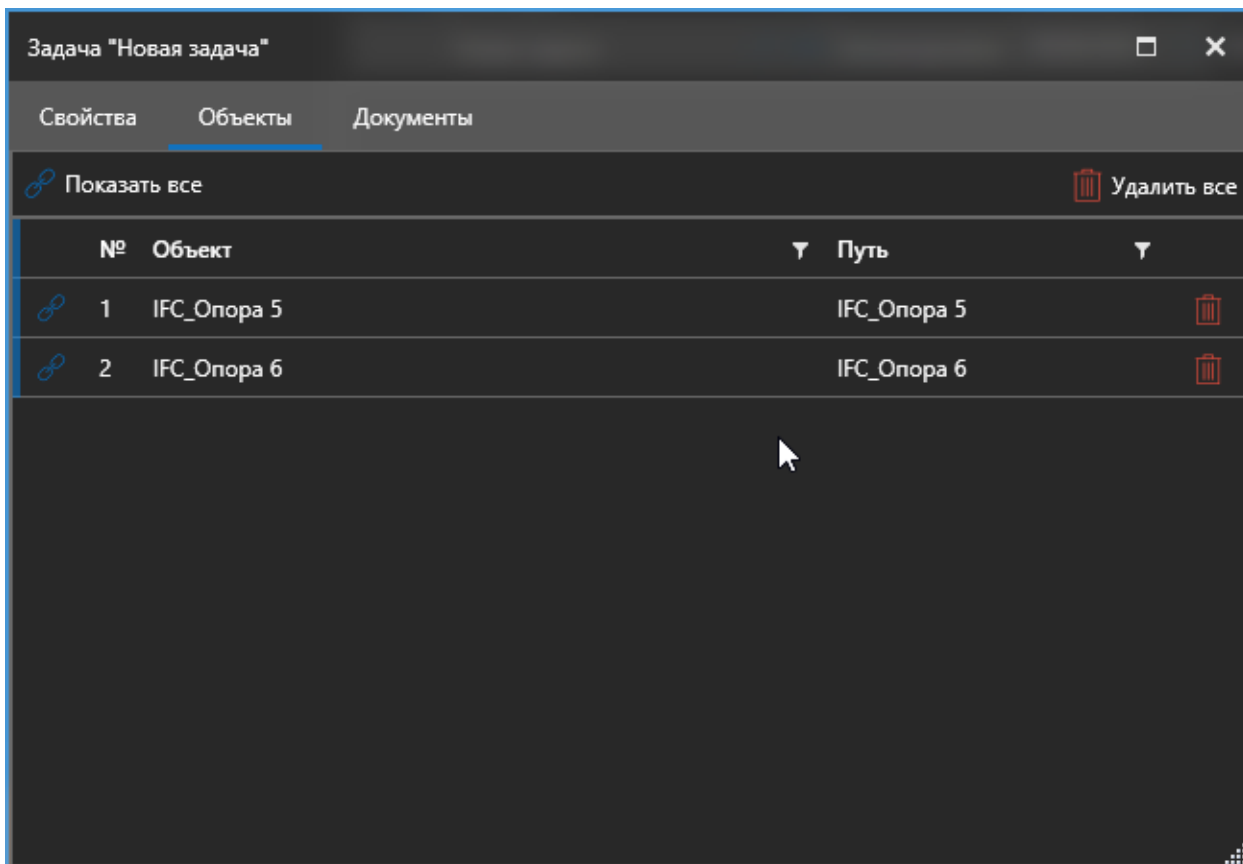 Задача "Новая задача"
Свойства Объекты Документы
Показать все Удалить все
№ Объект Путь
1 IFC_Опора 5 IFC_Опора 5
2 IFC_Опора 6 IFC_Опора 6